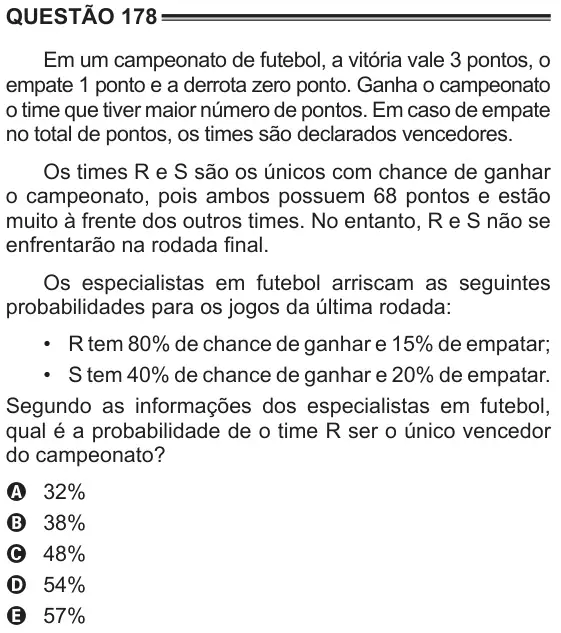 QUESTÃO 178
Em um campeonato de futebol, a vitória vale 3 pontos, o
empate 1 ponto e a derrota zero ponto. Ganha o campeonato
o time que tiver maior número de pontos. Em caso de empate
no total de pontos, os times são declarados vencedores.
Os times R e S são os únicos com chance de ganhar
o campeonato, pois ambos possuem 68 pontos e estão
muito à frente dos outros times. No entanto, R e S não se
enfrentarão na rodada final.
Os especialistas em futebol arriscam as seguintes
probabilidades para os jogos da última rodada:
• R tem 80% de chance de ganhar e 15% de empatar;
• S tem 40% de chance de ganhar e 20% de empatar.
Segundo as informações dos especialistas em futebol,
qual é a probabilidade de o time R ser o único vencedor
do campeonato?
A 32%
B 38%
C 48%
D 54%
E 57%